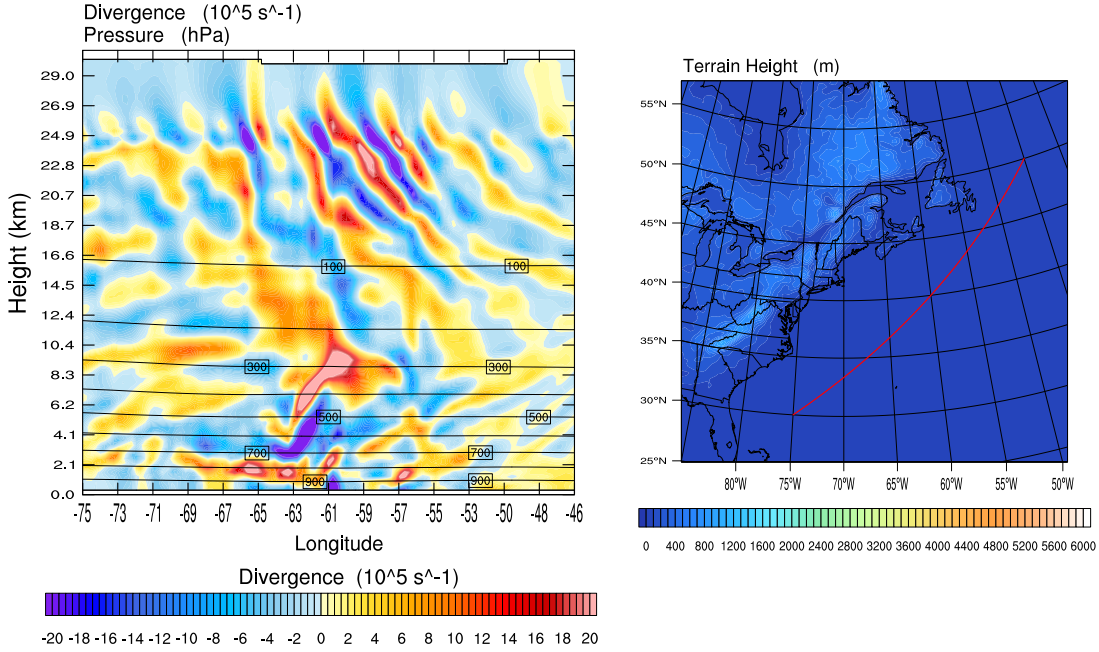 Divergence (10^5 s^-1)
Pressure (hPa)
Height (km)
29.0
26.9
24.9
22.8
20.7
18.7
16.6
14.5
12.4
10.4
8.3
6.2
4.1
2.1
0.0
100
100
300
300
500
500
700
700
900
900
-75 -73 -71 -69 -67 -65 -63 -61 -59 -57 -55 -53 -50 -48 -46
Longitude
Divergence (10^5 s^-1)
-20 -18 -16 -14 -12 -10 -8 -6 -4 -2 0 2 4 6 8 10 12 14 16 18 20
Terrain Height (m)
55°N
50°N
45°N
40°N
35°N
30°N
25°N
80°W 75°W 70°W 65°W 60°W 55°W 50°W
0 400 800 1200 1600 2000 2400 2800 3200 3600 4000 4400 4800 5200 5600 6000